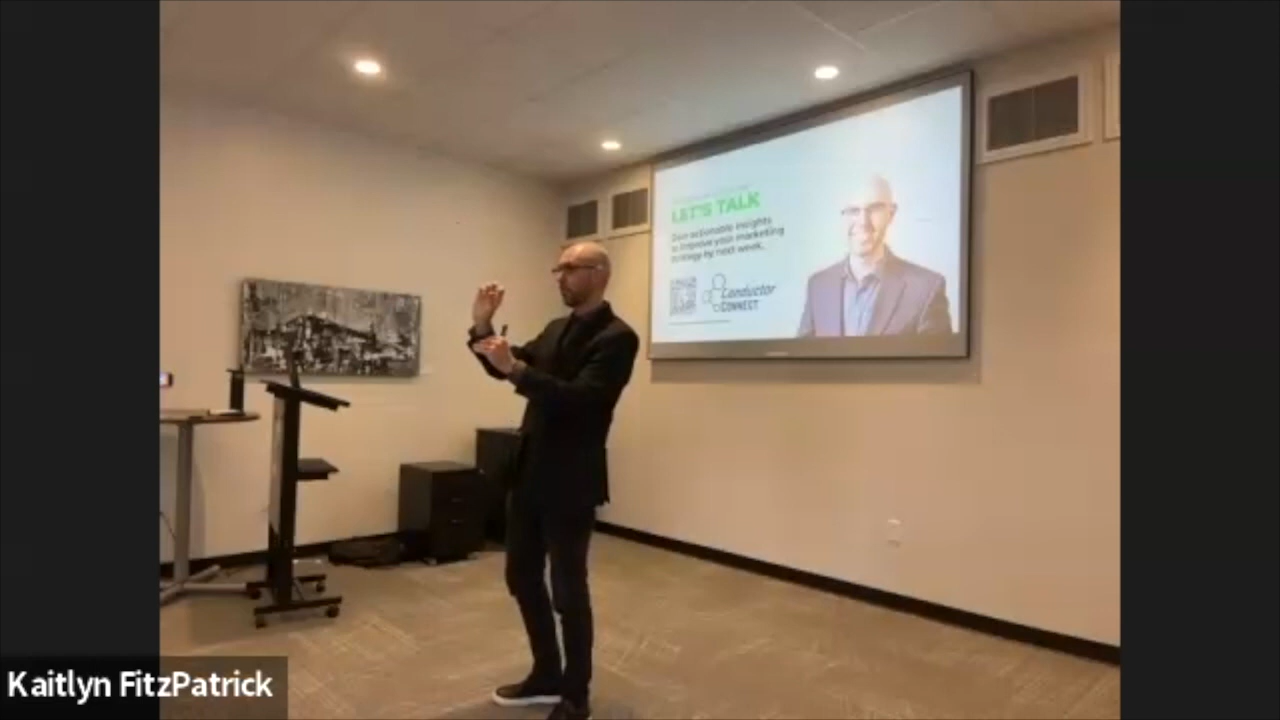 LET'S TALK
Gain actionable insights
to improve your marketing
strategy by next week.
Conductor
CONNECT
Kaitlyn FitzPatrick